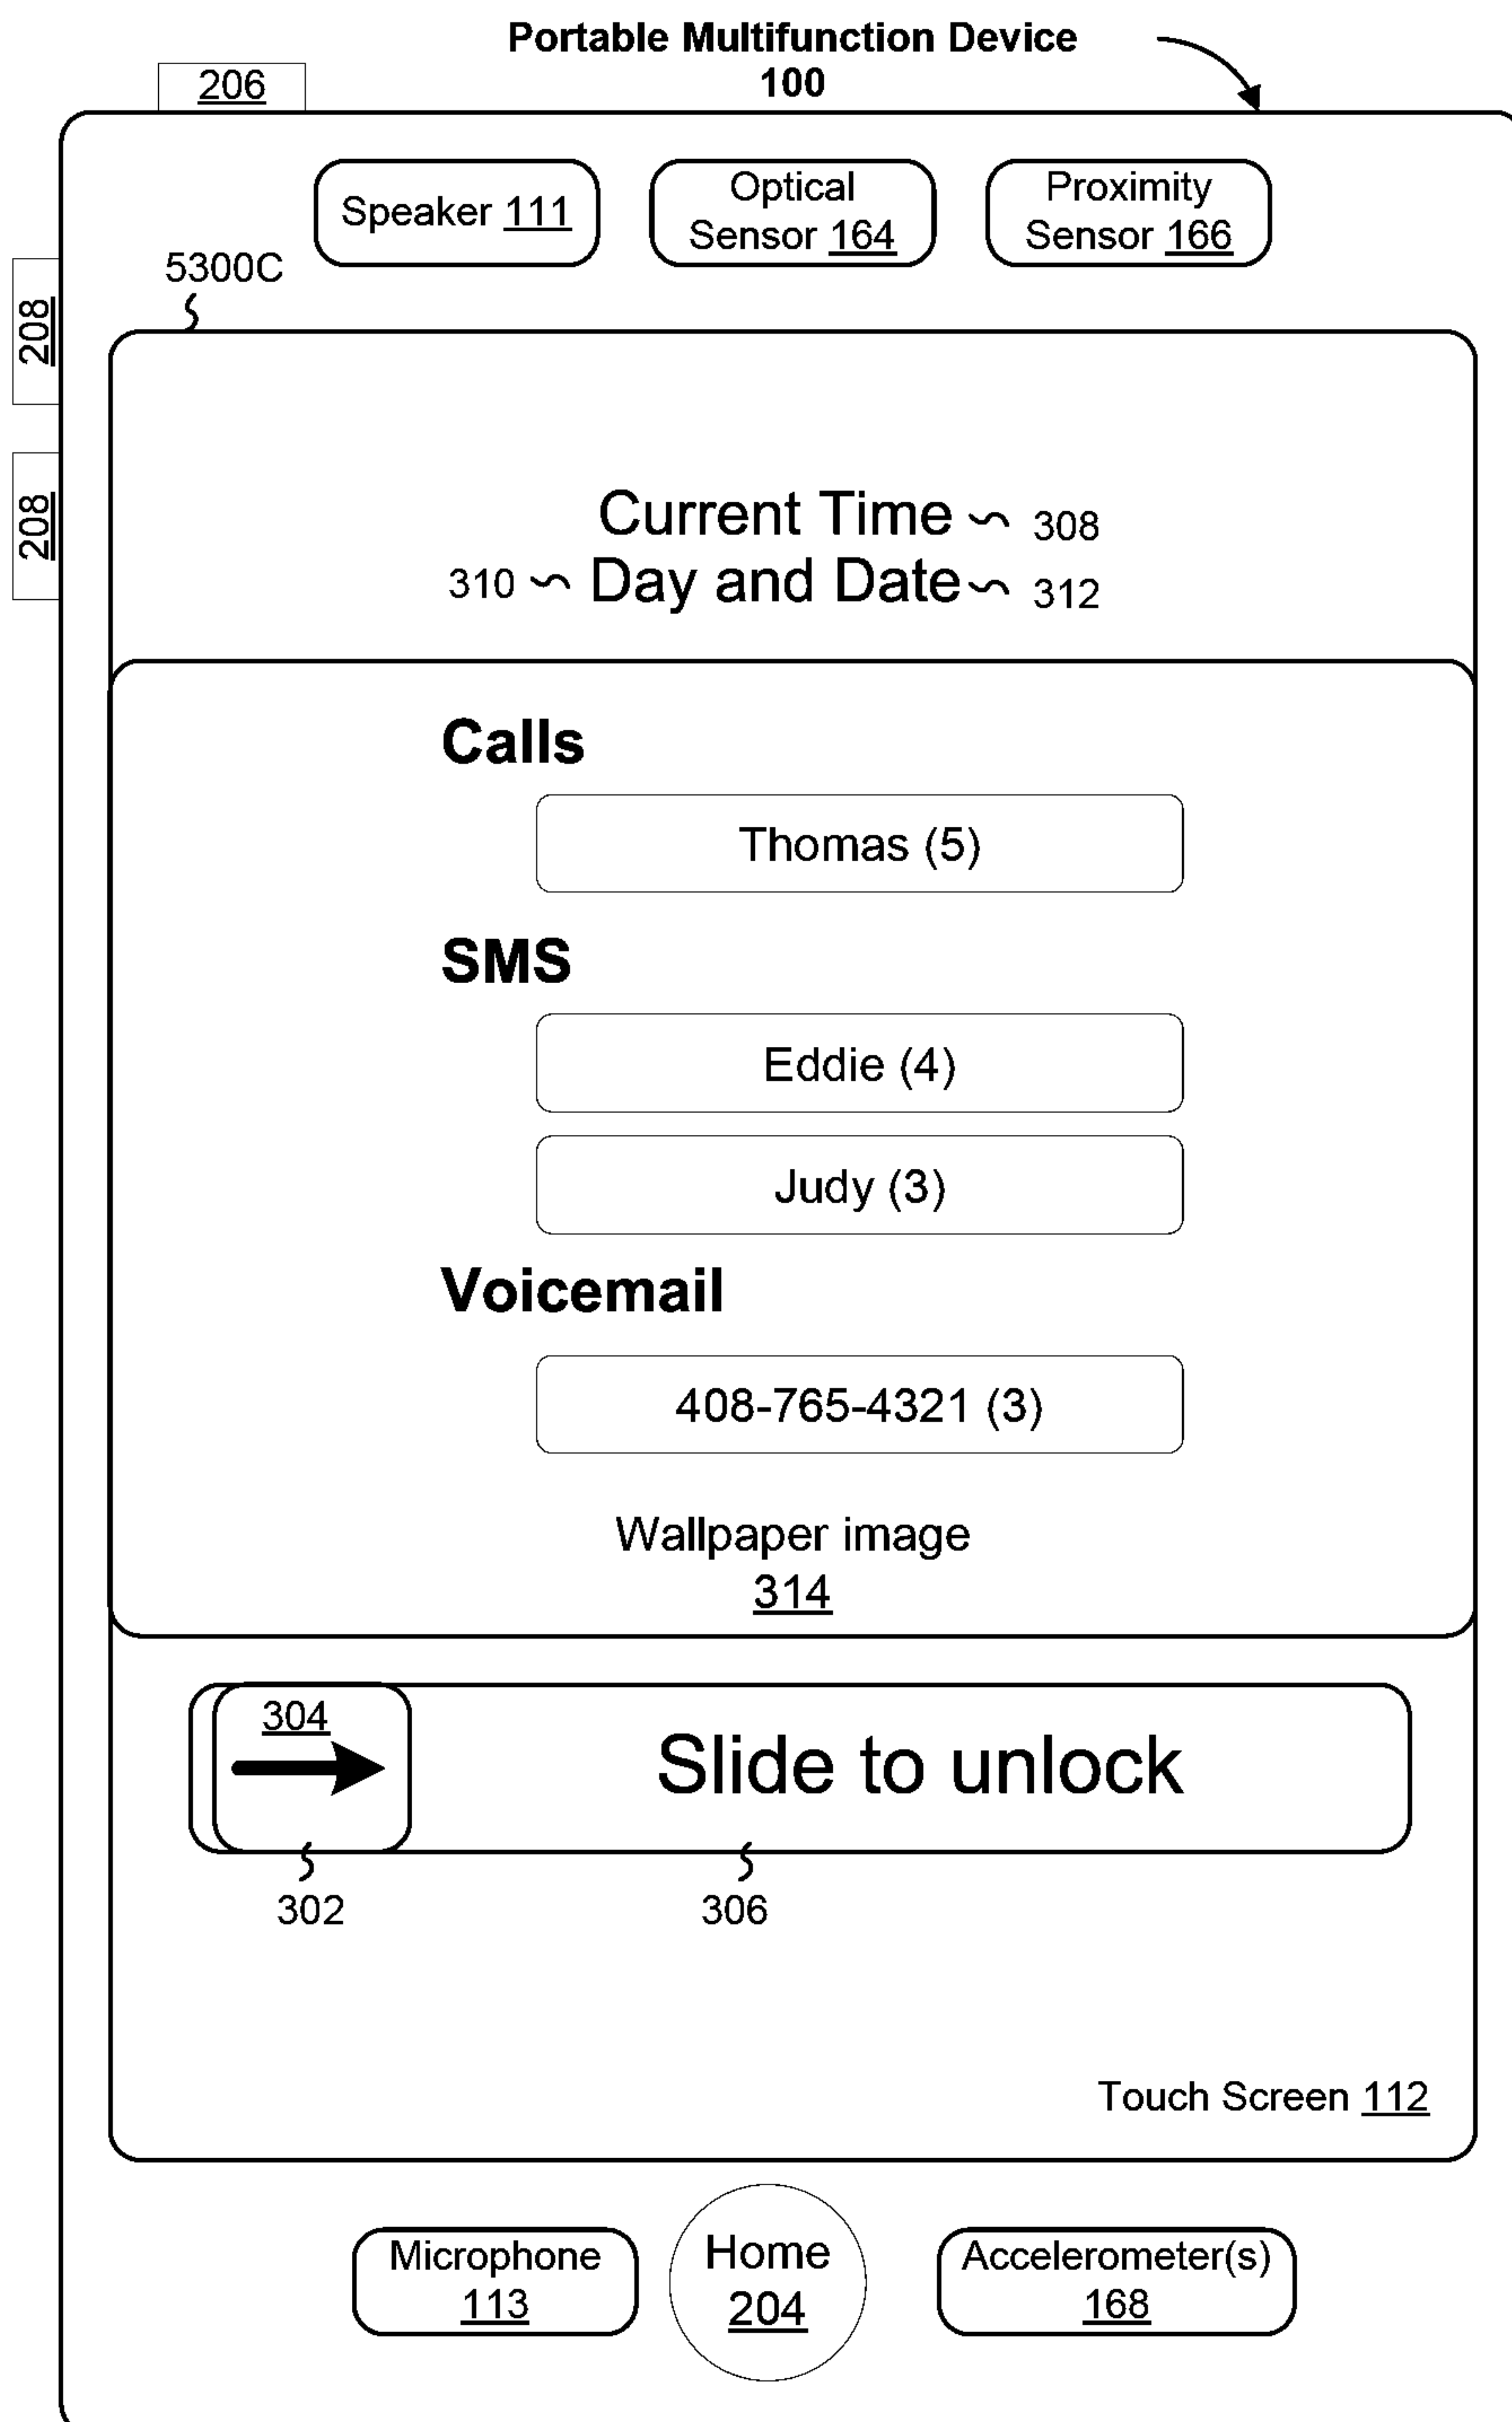 Portable Multifunction Device
100
206
Speaker 111
Optical
Sensor 164
Proximity
Sensor 166
5300C
208
208
Current Time 308
310 Day and Date 312
Calls
Thomas (5)
SMS
Eddie (4)
Judy (3)
Voicemail
408-765-4321 (3)
Wallpaper image
314
304
Slide to unlock
302
306
Touch Screen 112
Microphone
113
Home
204
Accelerometer(s)
168